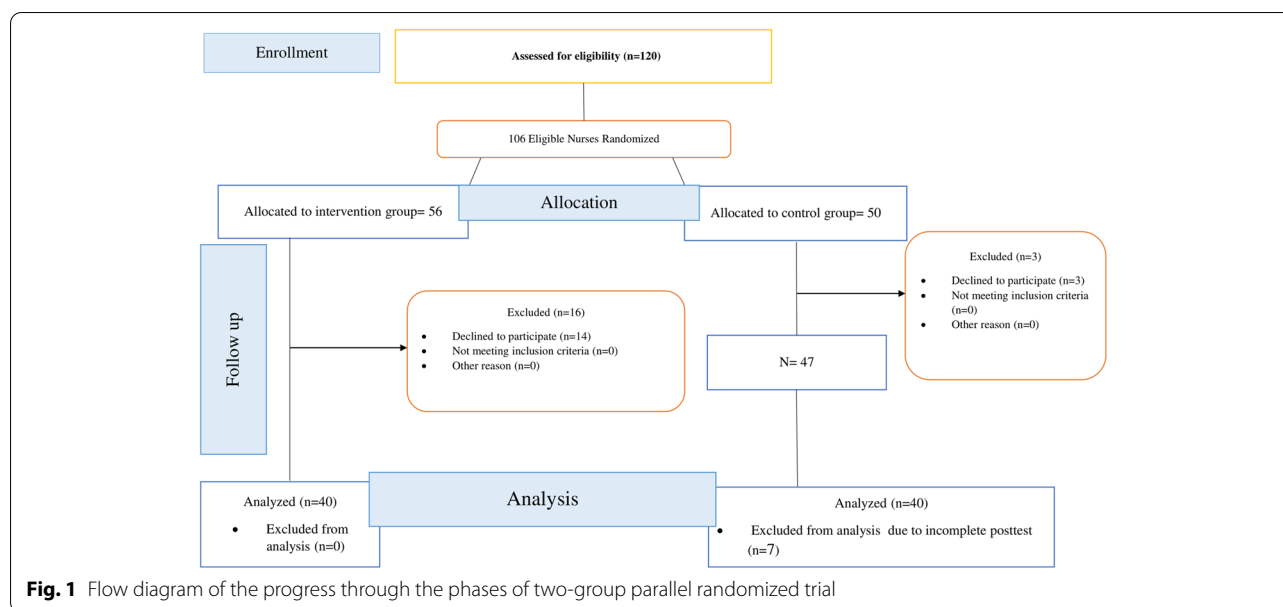 Enrollment
Assessed for eligibility (n=120)
106 Eligible Nurses Randomized
Allocated to intervention group= 56
Allocation
Allocated to control group= 50
Follow up
Excluded (n=16)
• Declined to participate (n=14)
• Not meeting inclusion criteria (n=0)
• Other reason (n=0)
Excluded (n=3)
• Declined to participate (n=3)
• Not meeting inclusion criteria
(n=0)
• Other reason (n=0)
N= 47
Analyzed (n=40)
• Excluded from
analysis (n=0)
Analysis
Analyzed (n=40)
• Excluded from analysis due to incomplete posttest
(n=7)
Fig. 1 Flow diagram of the progress through the phases of two-group parallel randomized trial